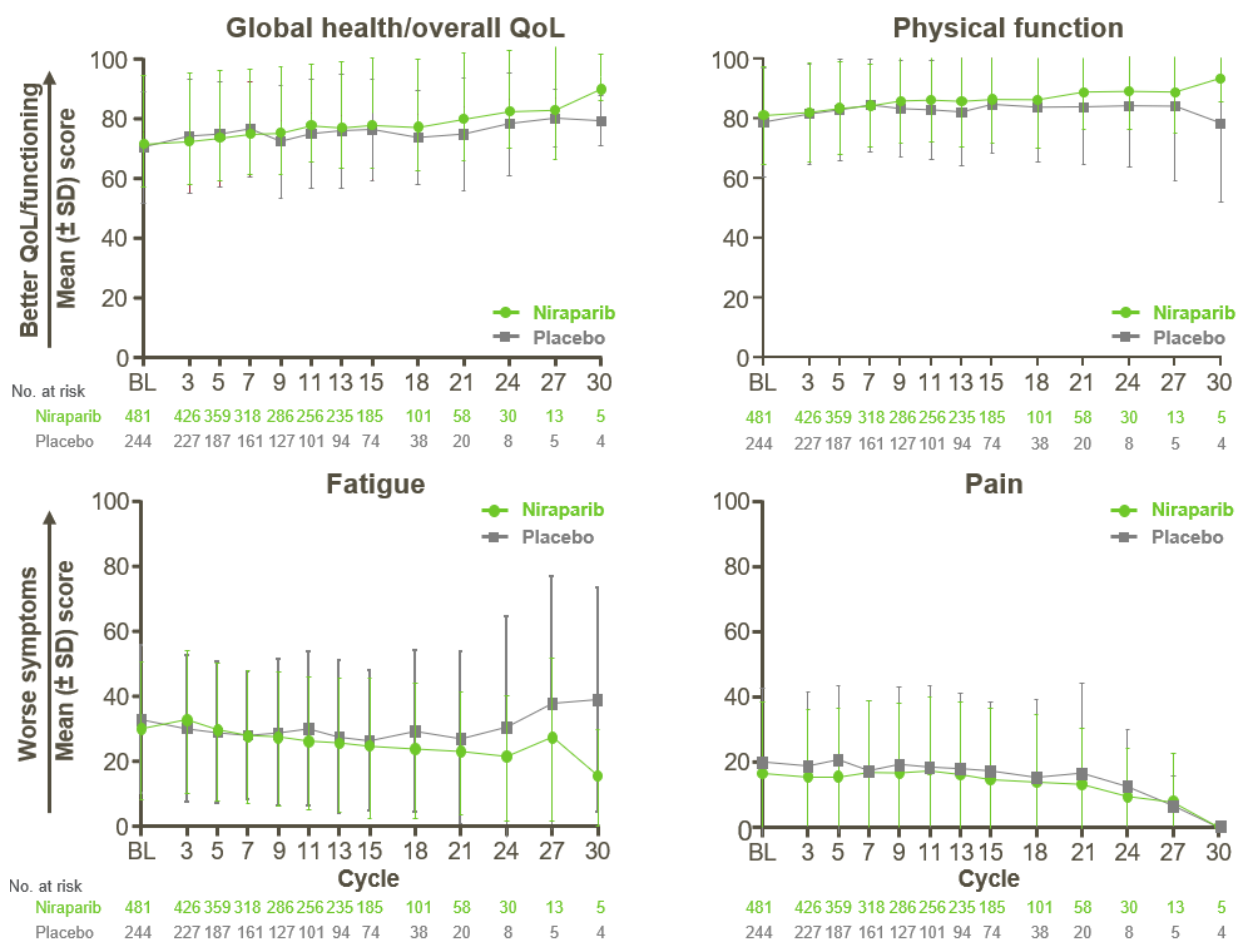 Global health/overall QoL
Better QoL/functioning
Mean (± SD) score
100
80
60
40
20
0
Niraparib
Placebo
BL 3 5 7 9 11 13 15 18 21 24 27 30
No. at risk
Niraparib 481 426 359 318 286 256 235 185 101 58 30 13 5
Placebo 244 227 187 161 127 101 94 74 38 20 8 5 4
Physical function
100
80
60
40
20
0
Niraparib
Placebo
BL 3 5 7 9 11 13 15 18 21 24 27 30
481 426 359 318 286 256 235 185 101 58 30 13 5
244 227 187 161 127 101 94 74 38 20 8 5 4
Fatigue
Worse symptoms
Mean (± SD) score
100
80
60
40
20
0
Niraparib
Placebo
BL 3 5 7 9 11 13 15 18 21 24 27 30
Cycle
No. at risk
Niraparib 481 426 359 318 286 256 235 185 101 58 30 13 5
Placebo 244 227 187 161 127 101 94 74 38 20 8 5 4
Pain
100
80
60
40
20
0
Niraparib
Placebo
BL 3 5 7 9 11 13 15 18 21 24 27 30
Cycle
481 426 359 318 286 256 235 185 101 58 30 13 5
244 227 187 161 127 101 94 74 38 20 8 5 4